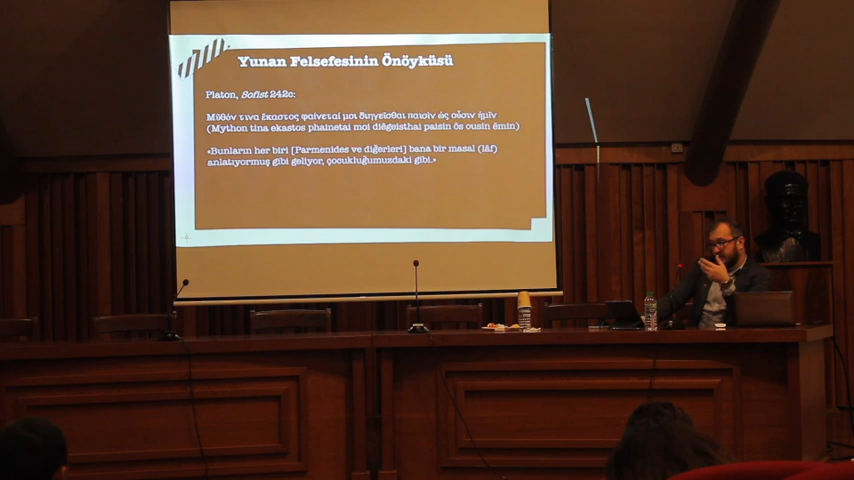 Yunan Felsefesinin Önöyküsü
Platon, Sofist 242c:
Μῦθόν τινα ἕκαστος φαίνεταί μοι διηγεῖσθαι παισὶν ὡς οὖσιν ἡμῖν
(Mython tina ekastos phainetai moi diêgeisthai paisin ôs ousin êmin)
«Bunların her biri [Parmenides ve diğerleri] bana bir masal (lâf)
anlatıyormuş gibi geliyor, çocukluğumuzdaki gibi.»